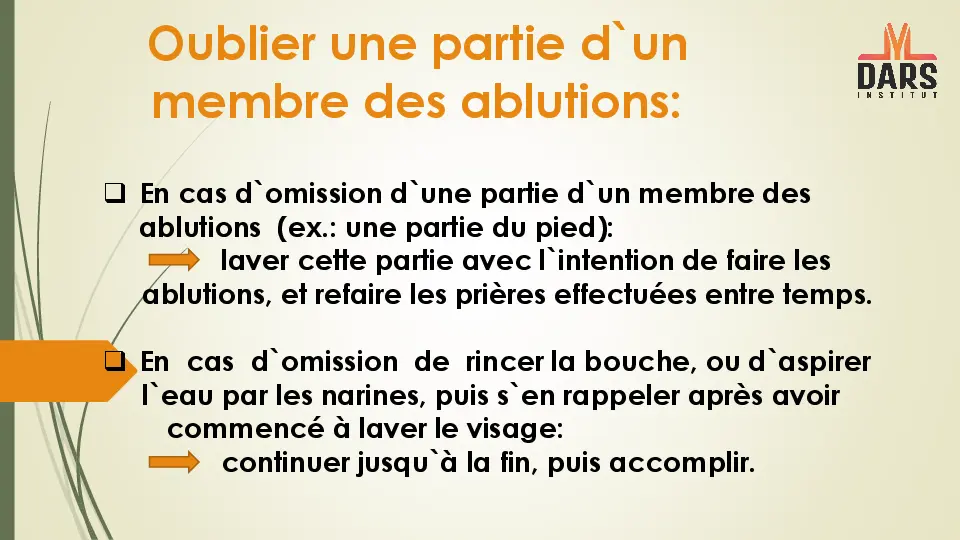 Oublier une partie d`un
membre des ablutions:
DARS
INSTITUT
En cas d`omission d`une partie d`un membre des
ablutions (ex.: une partie du pied):
laver cette partie avec l`intention de faire les
ablutions, et refaire les prières effectuées entre temps.
En cas d`omission de rincer la bouche, ou d`aspirer
l`eau par les narines, puis s`en rappeler après avoir
commencé à laver le visage:
continuer jusqu`à la fin, puis accomplir.